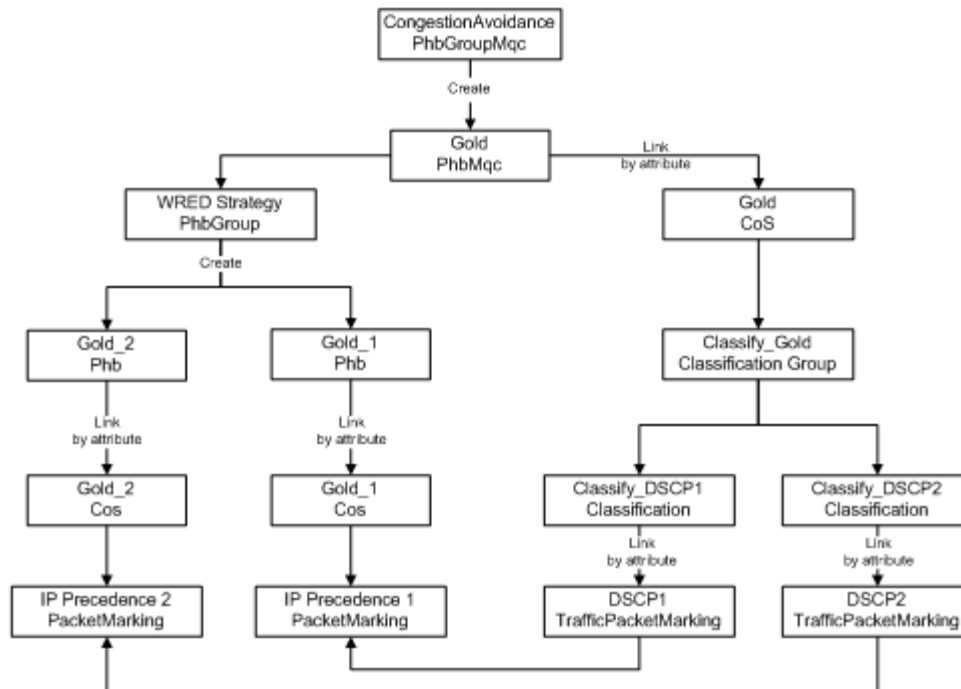 CongestionAvoidance
PhbGroupMqc
Create
Gold
PhbMqc
Link
by attribute
WRED Strategy
PhbGroup
Gold
CoS
Create
Gold_2
Phb
Gold_1
Phb
Classify_Gold
Classification Group
Link
by attribute
Link
by attribute
Gold_2
Cos
Gold_1
Cos
Classify_DSCP1
Classification
Classify_DSCP2
Classification
Link
by attribute
Link
by attribute
IP Precedence 2
PacketMarking
IP Precedence 1
PacketMarking
DSCP1
TrafficPacketMarking
DSCP2
TrafficPacketMarking